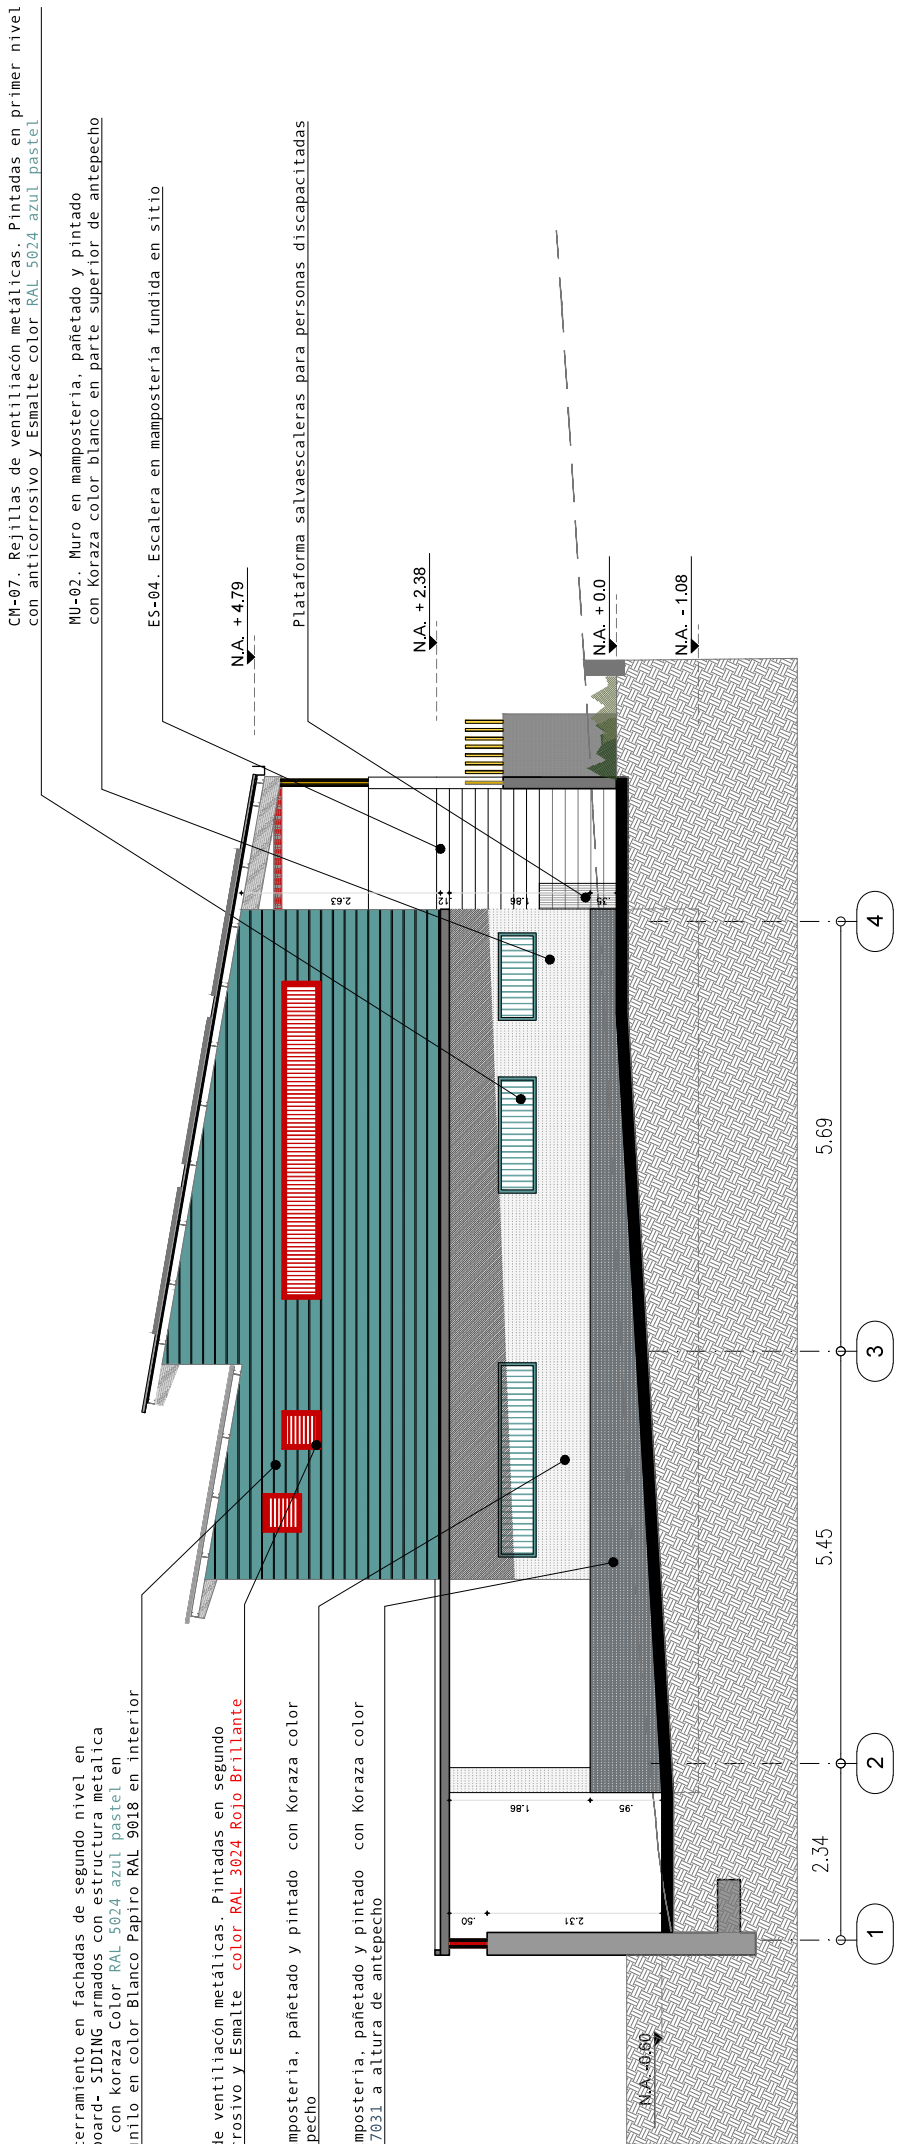 CM-07. Rejillas de ventiliacón metálicas. Pintadas en primer nivel
con anticorrosivo y Esmalte color RAL 5024 azul pastel
MU-02. Muro en mamposteria, pañetado y pintado
con Koraza color blanco en parte superior de antepecho
ES-04. Escalera en mamposteria fundida en sitio
Plataforma salvaescaleras para personas discapacitadas
N.A. + 4.79
N.A. + 2.38
N.A. + 0.0
N.A. - 1.08
2.63
.12
1.86
.35
cerramiento en fachadas de segundo nivel en
board- SIDING armados con estructura metalica
con koraza Color RAL 5024 azul pastel en
nilo en color Blanco Papiro RAL 9018 en interior
de ventiliacón metálicas. Pintadas en segundo
rrosivo y Esmalte color RAL 3024 Rojo Brillante
mposteria, pañetado y pintado con Koraza color
pecho
mposteria, pañetado y pintado con Koraza color
7031 a altura de antepecho
1.86
.95
.50
2.31
N.A. -0.60
2.34
5.45
5.69
1
2
3
4